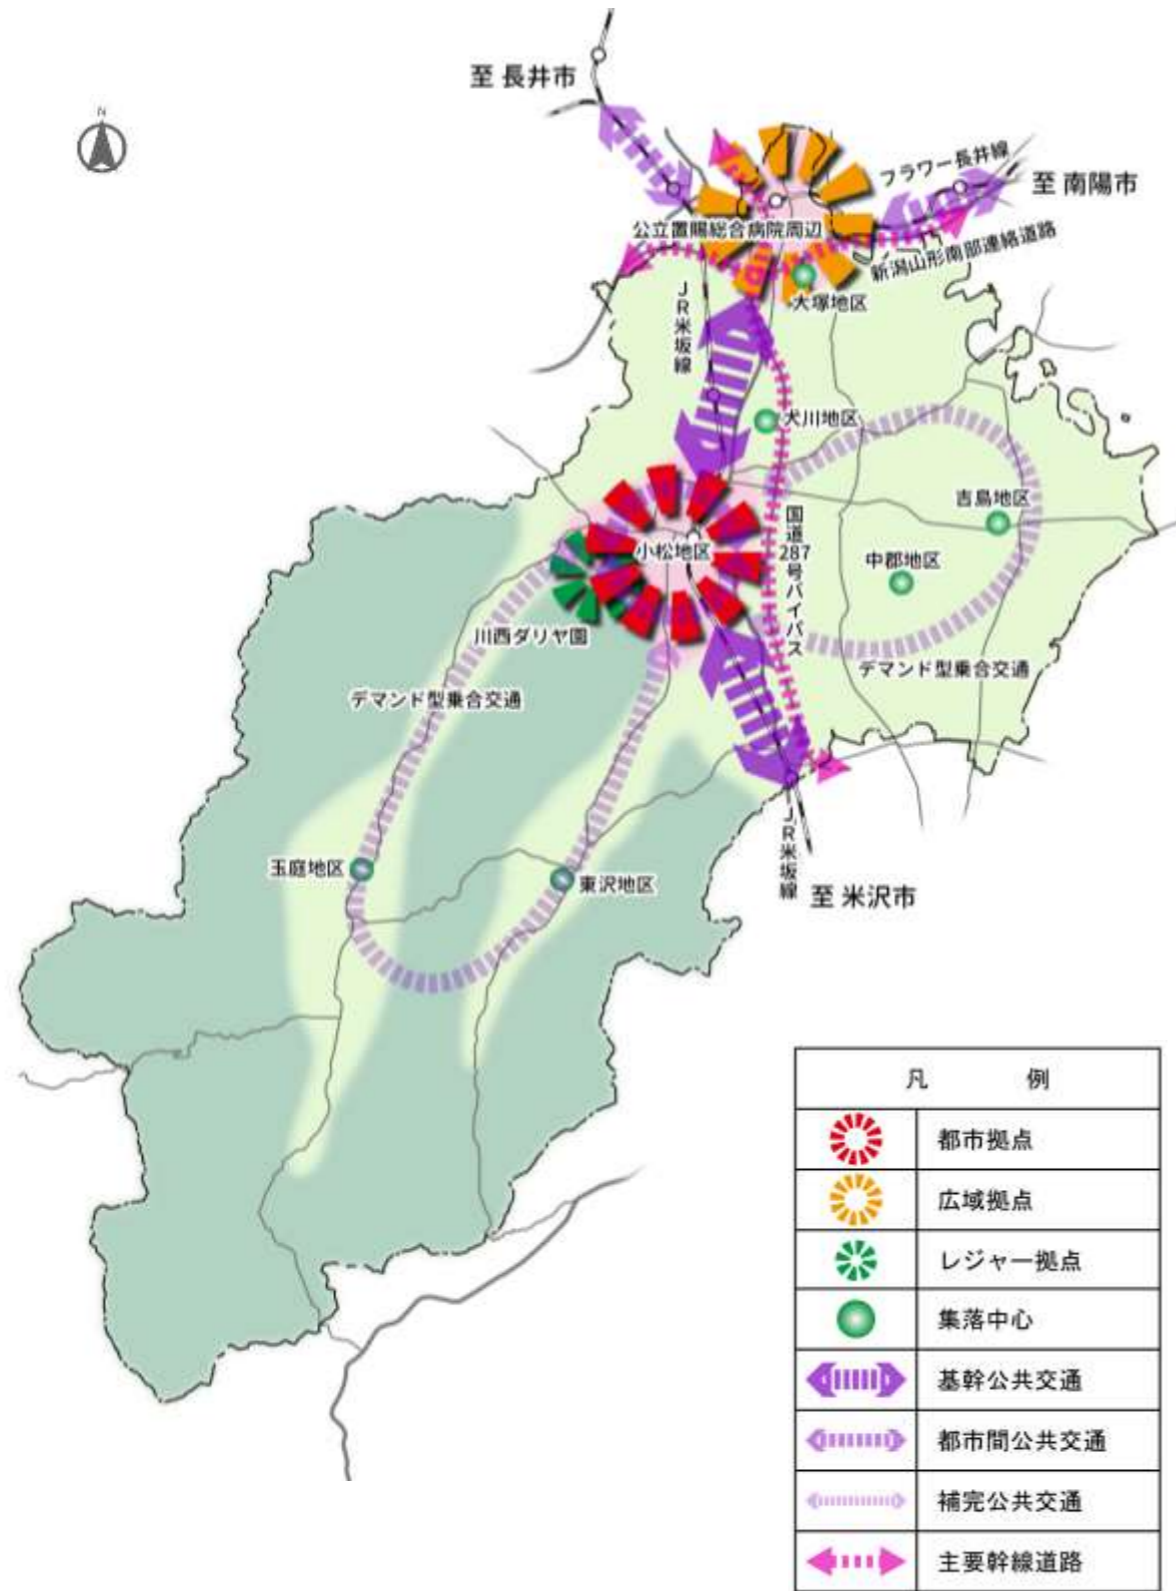 至 長井市
N
フラワー長井線
至 南陽市
公立置賜総合病院周辺
新潟山形南部連絡道路
大塚地区
JR米坂線
犬川地区
吉島地区
国道287号バイパス
小松地区
中郡地区
川西ダリヤ園
デマンド型乗合交通
デマンド型乗合交通
玉庭地区
東沢地区
JR米坂線
至 米沢市
凡 例
都市拠点
広域拠点
レジャー拠点
集落中心
基幹公共交通
都市間公共交通
補完公共交通
主要幹線道路